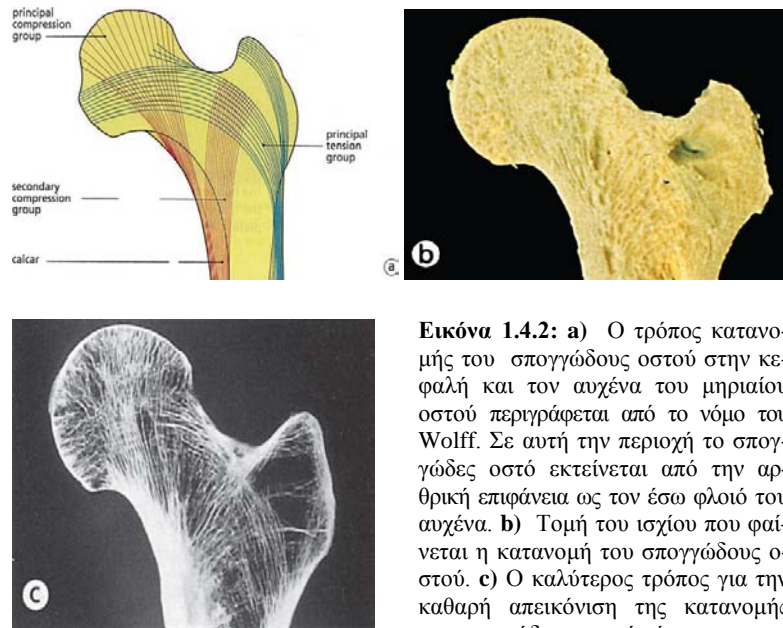 principal
compression
group
principal
tension
group
secondary
compression
group
calcar
a
b
c
Εικόνα 1.4.2: a) Ο τρόπος κατανο-
μής του σπογγώδους οστού στην κε-
φαλή και τον αυχένα του μηριαίου
οστού περιγράφεται από το νόμο του
Wolff. Σε αυτή την περιοχή το σπογ-
γώδες οστό εκτείνεται από την αρ-
θρική επιφάνεια ως τον έσω φλοιό του
αυχένα. b) Τομή του ισχίου που φαί-
νεται η κατανομή του σπογγώδους ο-
στού. c) Ο καλύτερος τρόπος για την
καθαρή απεικόνιση της κατανομής